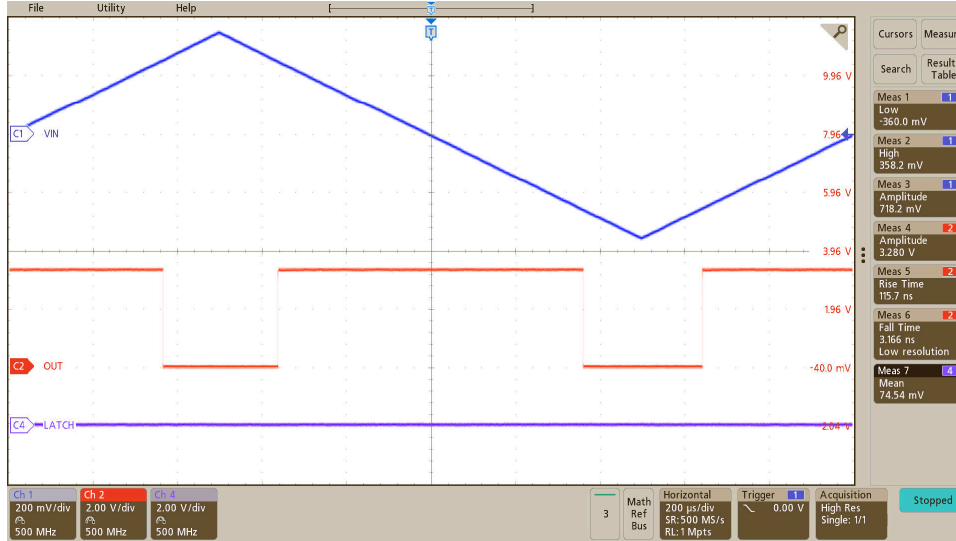 File Utility Help
T
T
Cursors Measur
9.96 V
Search Result
Table
Meas 1 1
Low
-360.0 mV
C1 VIN
7.96
Meas 2 1
High
358.2 mV
Meas 3 1
Amplitude
718.2 mV
5.96 V
Meas 4 2
Amplitude
3.280 V
3.96 V
Meas 5 2
Rise Time
115.7 ns
1.96 V
Meas 6 2
Fall Time
3.166 ns
Low resolution
C2 OUT
-40.0 mV
Meas 7 4
Mean
74.54 mV
C4 LATCH
-2.04 V
Ch 1
200 mV/div
500 MHz
Ch 2
2.00 V/div
500 MHz
Ch 4
2.00 V/div
500 MHz
3
Math
Ref
Bus
Horizontal
200 µs/div
SR:500 MS/s
RL:1 Mpts
Trigger 1
0.00 V
Acquisition
High Res
Single: 1/1
Stopped